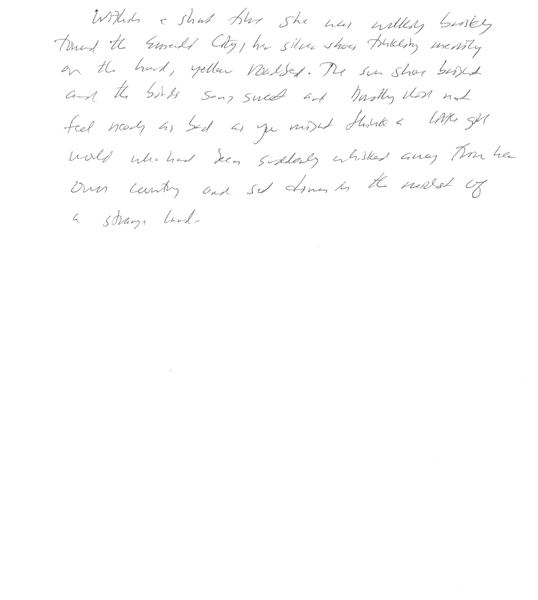 Within a short time she was walking briskly
toward the Emerald City, her silver shoes tinkling merrily
on the hard, yellow roadbed. The sun shone bright
and the birds sang sweet and Dorothy did not
feel nearly as bad as you might think a little girl
would who had been suddenly whisked away from her
own country and set down in the midst of
a strange land.